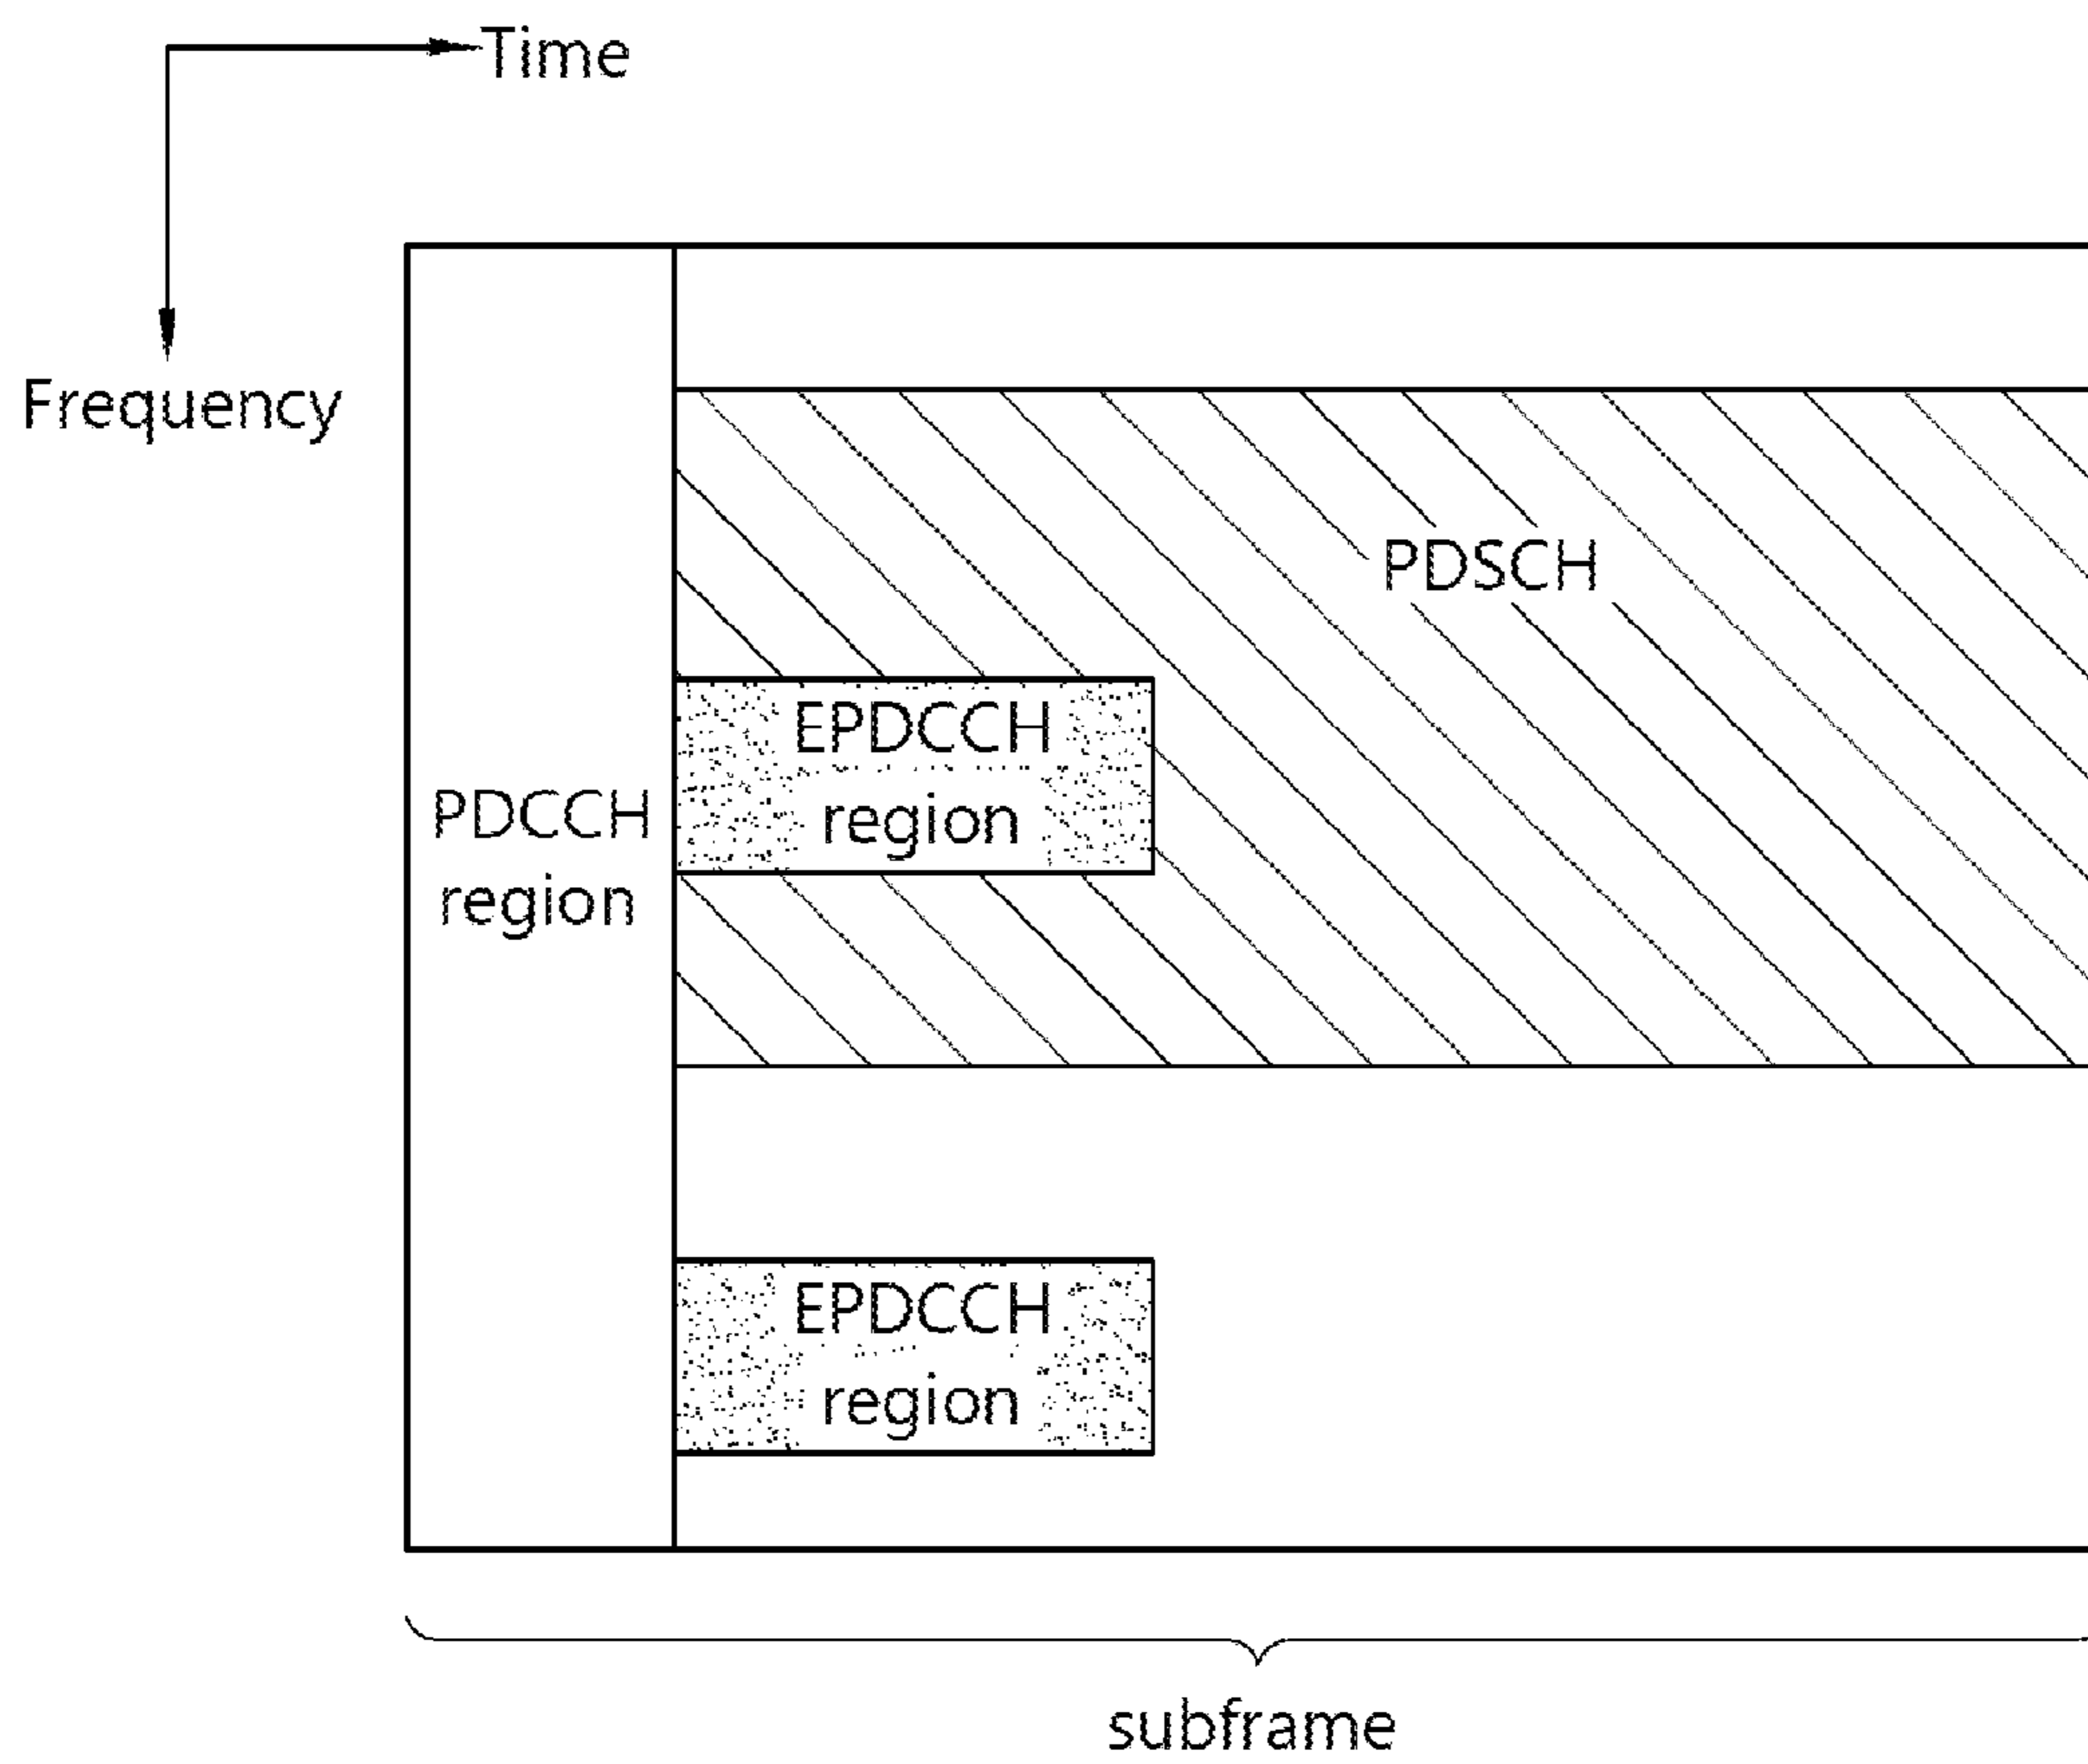 Time
Frequency
PDSCH
EPDCCH
region
PDCCH
region
EPDCCH
region
subframe